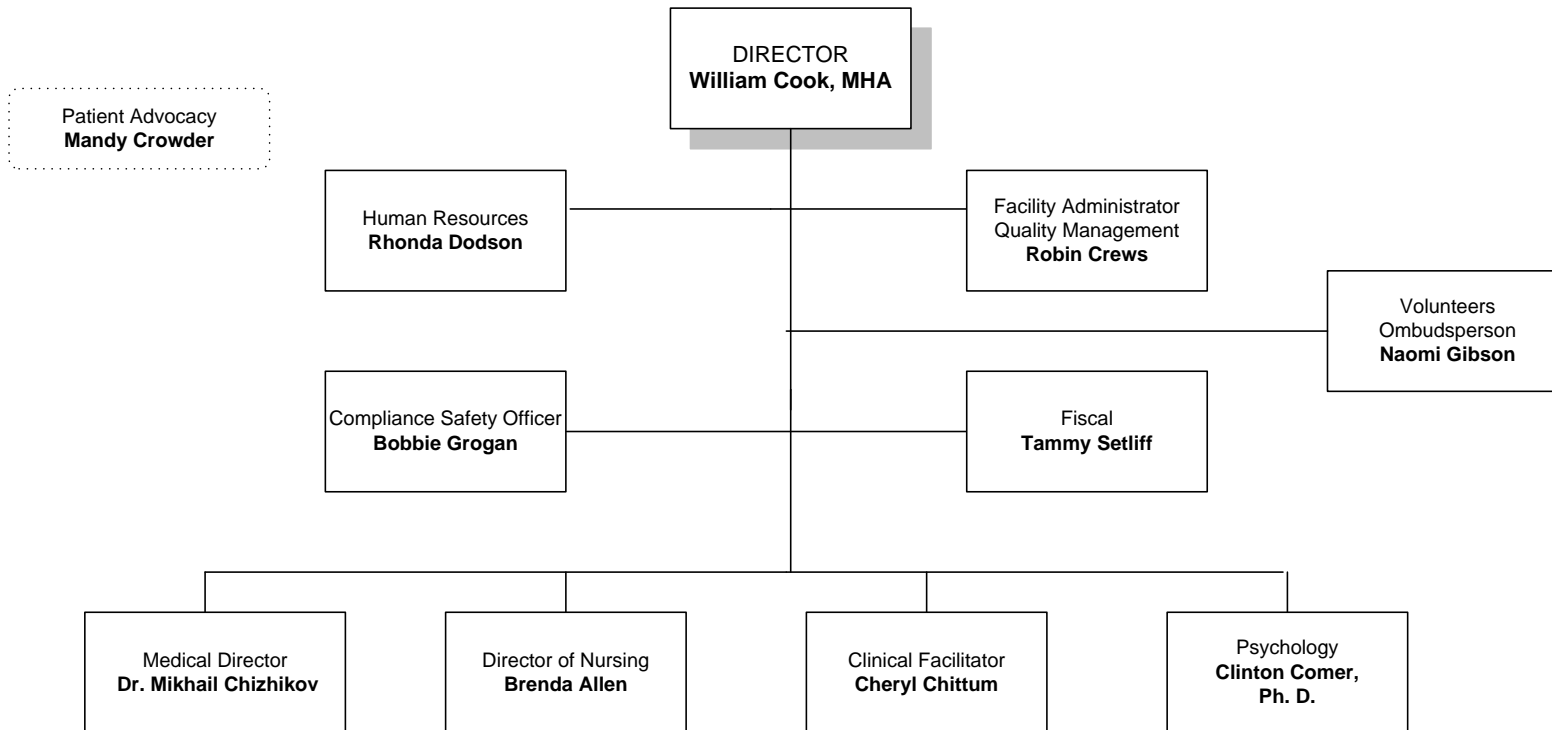 DIRECTOR
William Cook, MHA
Patient Advocacy
Mandy Crowder
Human Resources
Rhonda Dodson
Facility Administrator
Quality Management
Robin Crews
Volunteers
Ombudsperson
Naomi Gibson
Compliance Safety Officer
Bobbie Grogan
Fiscal
Tammy Setliff
Medical Director
Dr. Mikhail Chizhikov
Director of Nursing
Brenda Allen
Clinical Facilitator
Cheryl Chittum
Psychology
Clinton Comer,
Ph. D.